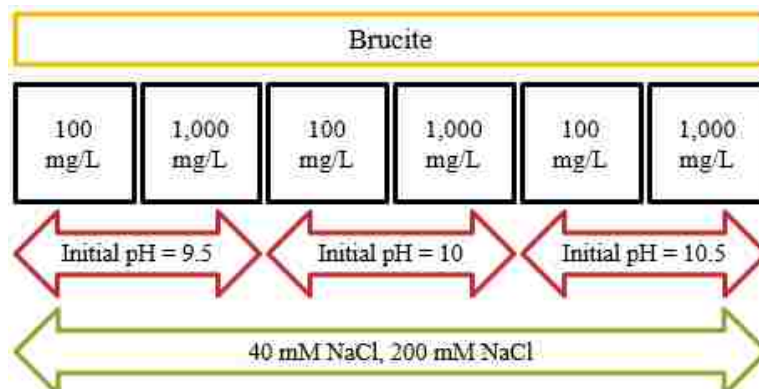 Brucite
100
mg/L
1,000
mg/L
100
mg/L
1,000
mg/L
100
mg/L
1,000
mg/L
Initial pH = 9.5
Initial pH = 10
Initial pH = 10.5
40 mM NaCl, 200 mM NaCl